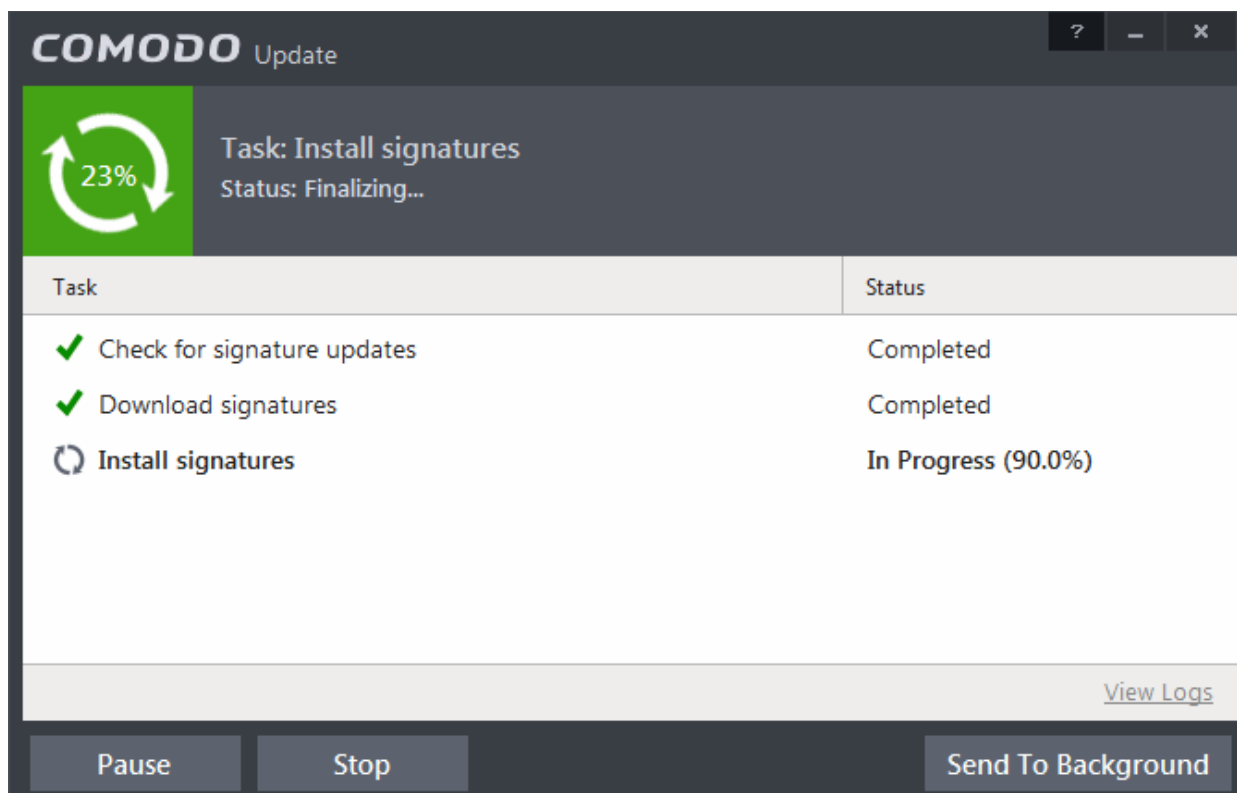 COMODO Update
? – ×
23%
Task: Install signatures
Status: Finalizing...
Task Status
Check for signature updates Completed
Download signatures Completed
Install signatures In Progress (90.0%)
View Logs
Pause Stop Send To Background